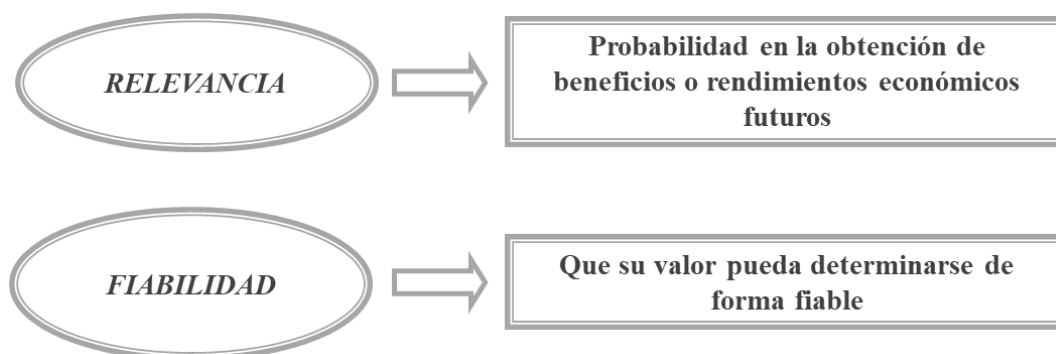 RELEVANCIA
Probabilidad en la obtención de
beneficios o rendimientos económicos
futuros
FIABILIDAD
Que su valor pueda determinarse de
forma fiable